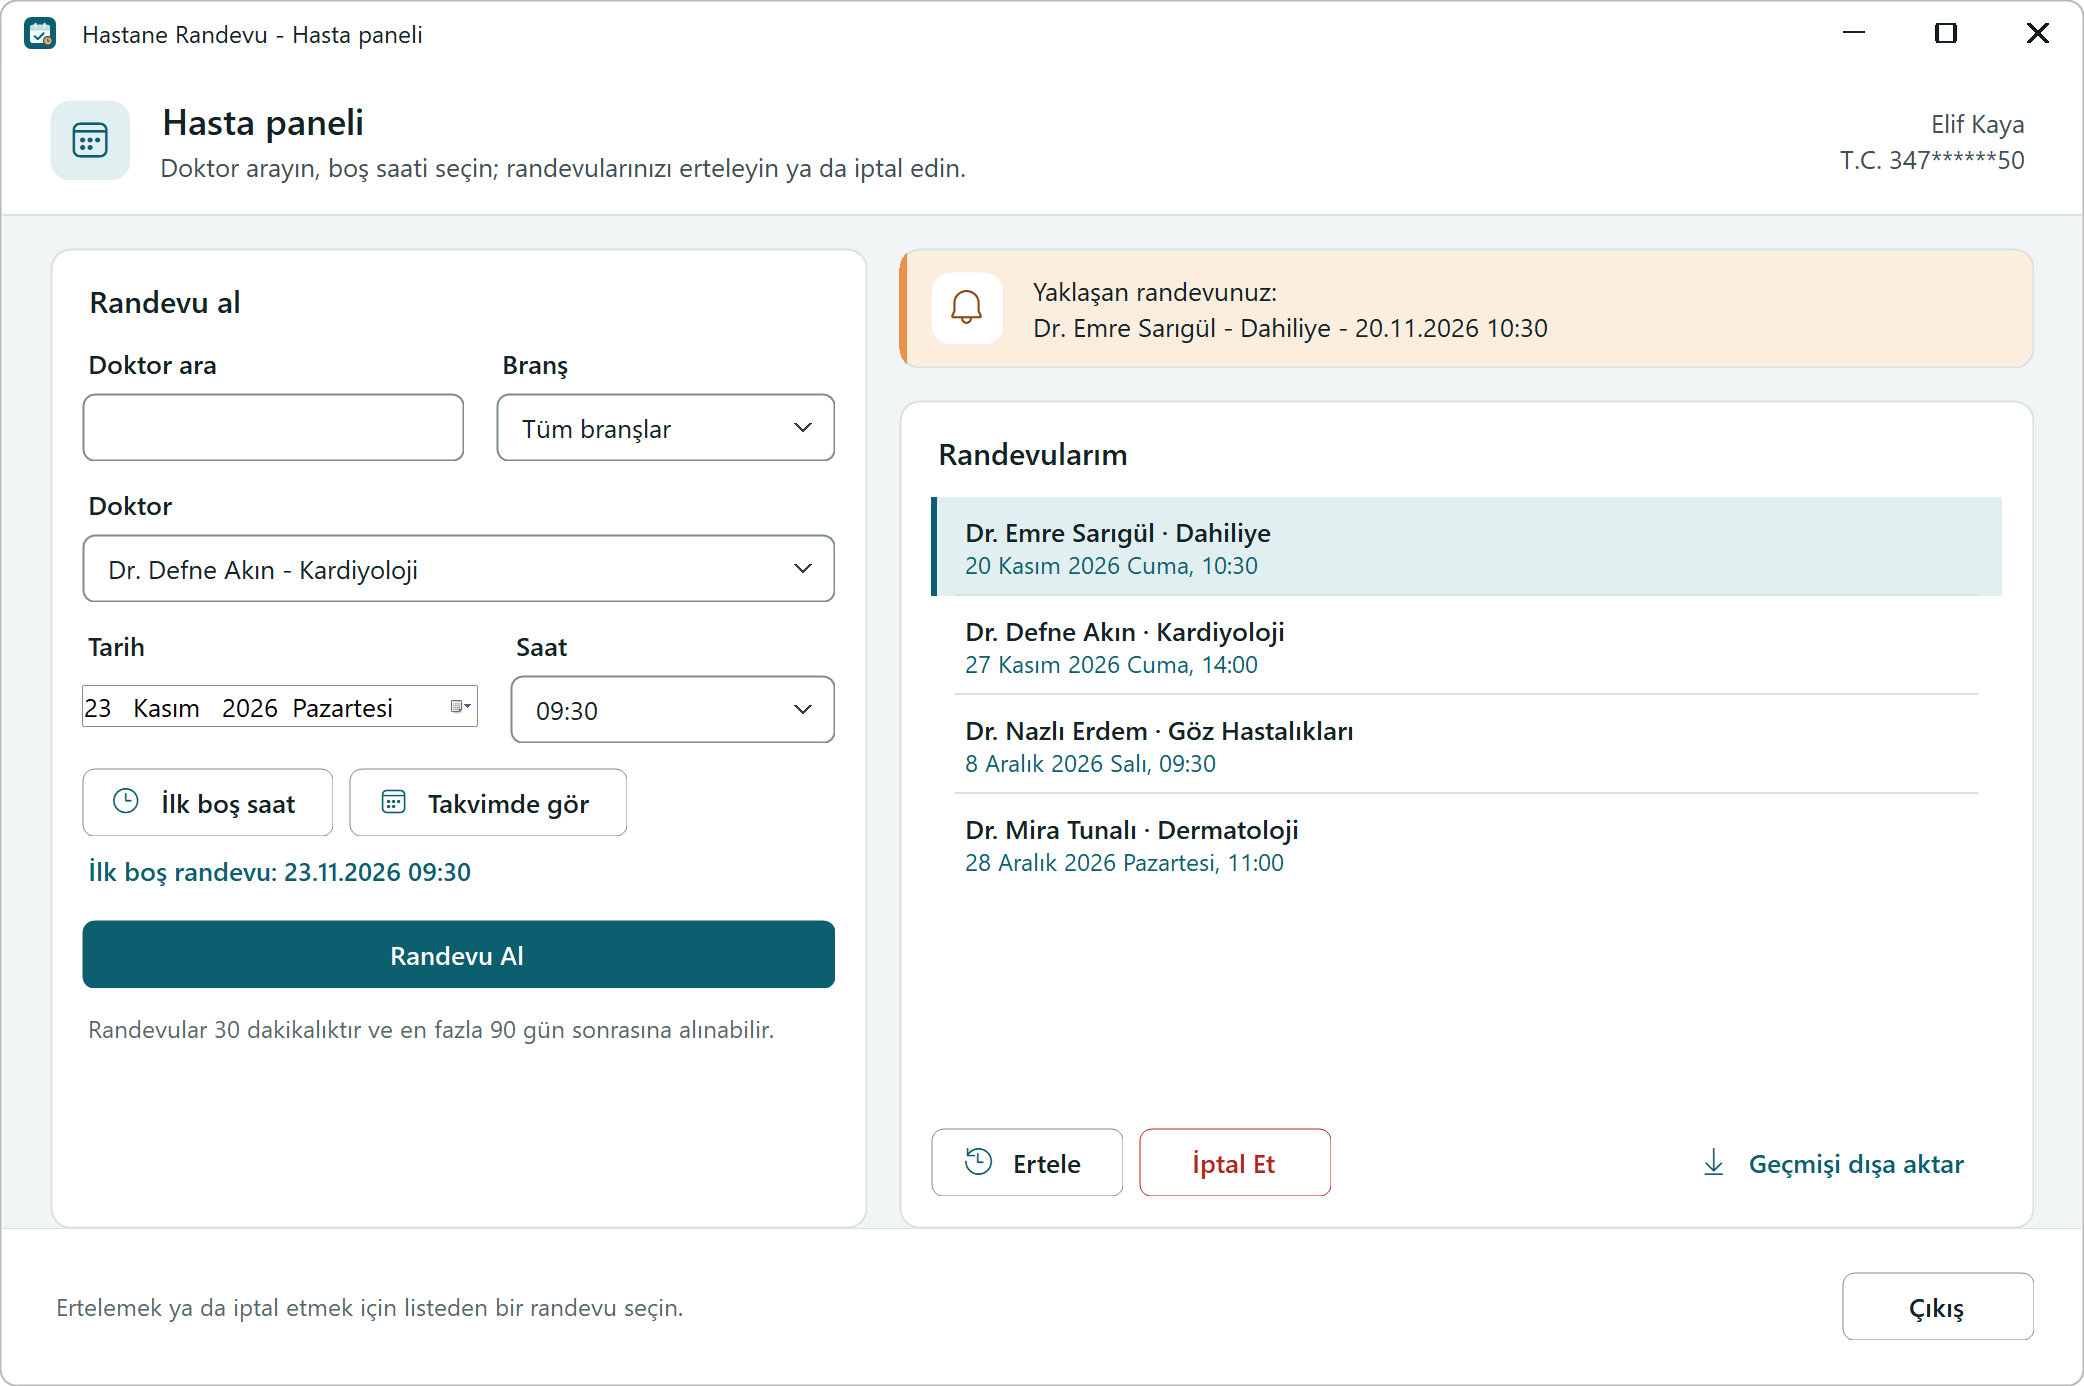 Hastane Randevu - Hasta paneli
Hasta paneli
Doktor arayın, boş saati seçin; randevularınızı erteleyin ya da iptal edin.
Elif Kaya
T.C. 347******50
Randevu al
Doktor ara
Branş
Tüm branşlar
Doktor
Dr. Defne Akın - Kardiyoloji
Tarih
Saat
23 Kasım 2026 Pazartesi
09:30
İlk boş saat
Takvimde gör
İlk boş randevu: 23.11.2026 09:30
Randevu Al
Randevular 30 dakikalıktır ve en fazla 90 gün sonrasına alınabilir.
Yaklaşan randevunuz:
Dr. Emre Sarıgül - Dahiliye - 20.11.2026 10:30
Randevularım
Dr. Emre Sarıgül · Dahiliye
20 Kasım 2026 Cuma, 10:30
Dr. Defne Akın · Kardiyoloji
27 Kasım 2026 Cuma, 14:00
Dr. Nazlı Erdem · Göz Hastalıkları
8 Aralık 2026 Salı, 09:30
Dr. Mira Tunalı · Dermatoloji
28 Aralık 2026 Pazartesi, 11:00
Ertele
İptal Et
Geçmişi dışa aktar
Ertelemek ya da iptal etmek için listeden bir randevu seçin.
Çıkış